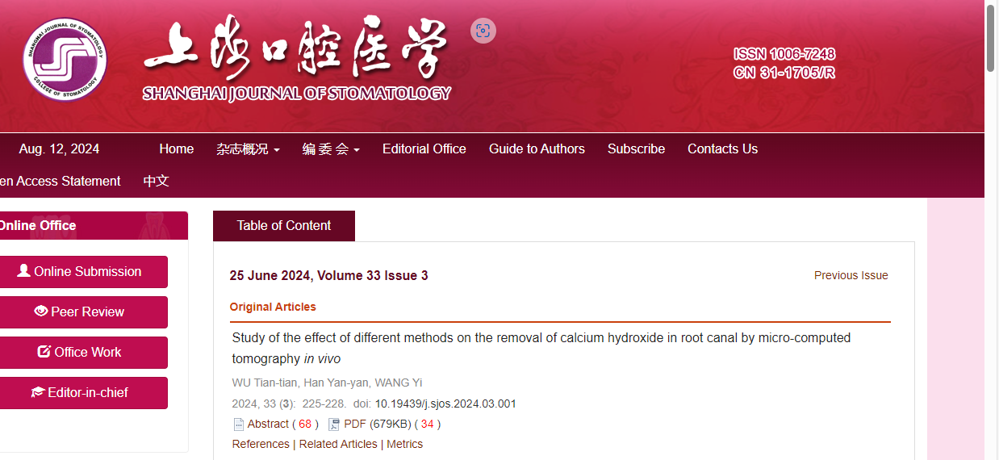 SHANGHAI JOURNAL OF STOMATOLOGY
COLLEGE OF STOMATOLOGY
上海口腔医学
SHANGHAI JOURNAL OF STOMATOLOGY
ISSN 1006-7248
CN 31-1705/R
Aug. 12, 2024 Home 杂志概况 编 委 会 Editorial Office Guide to Authors Subscribe Contacts Us
en Access Statement 中文
Online Office
Online Submission
Peer Review
Office Work
Editor-in-chief
Table of Content
25 June 2024, Volume 33 Issue 3 Previous Issue
Original Articles
Study of the effect of different methods on the removal of calcium hydroxide in root canal by micro-computed
tomography in vivo
WU Tian-tian, Han Yan-yan, WANG Yi
2024, 33 (3): 225-228. doi: 10.19439/j.sjos.2024.03.001
Abstract ( 68 ) PDF (679KB) ( 34 )
References | Related Articles | Metrics